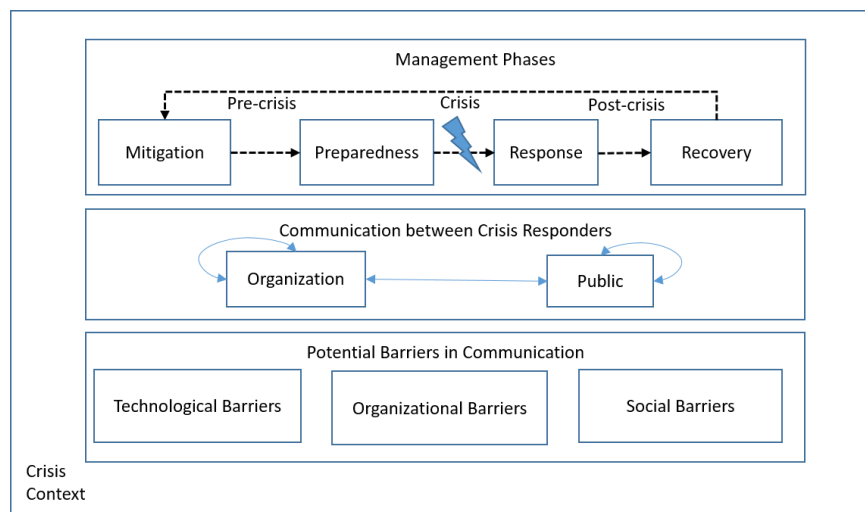 Management Phases
Pre-crisis
Crisis
Post-crisis
Mitigation
Preparedness
Response
Recovery
Communication between Crisis Responders
Organization
Public
Potential Barriers in Communication
Technological Barriers
Organizational Barriers
Social Barriers
Crisis
Context